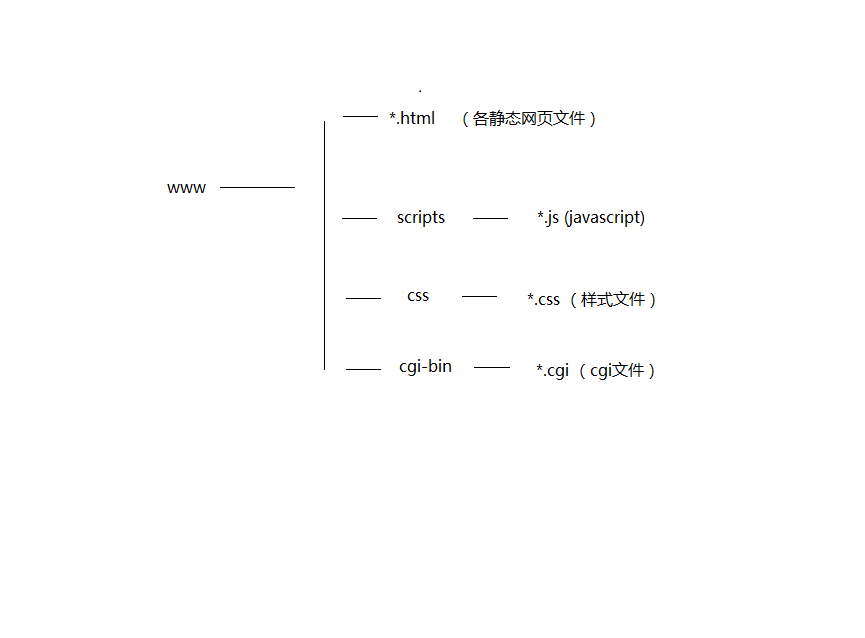 *.html （各静态网页文件）
www
scripts *.js (javascript)
css *.css（样式文件）
cgi-bin *.cgi（cgi文件）